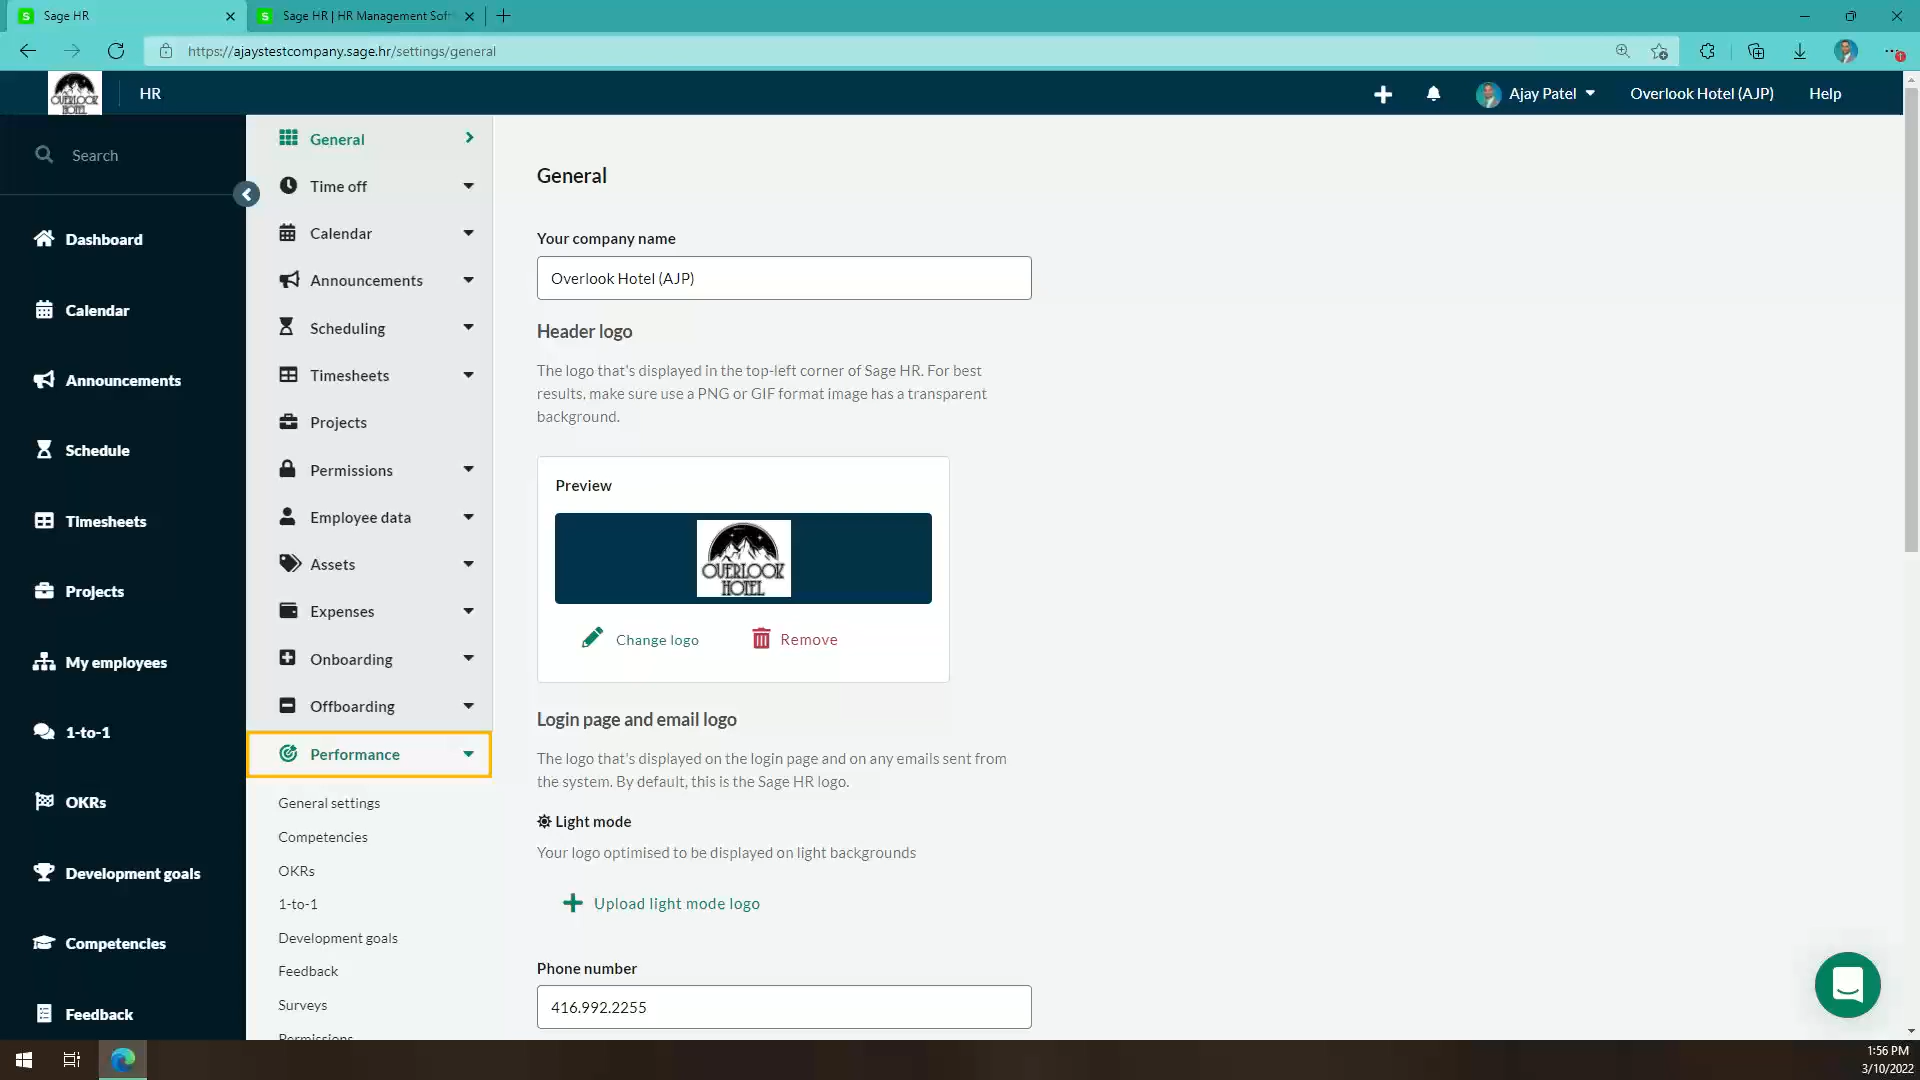 Sage HR
Sage HR | HR Management Soft
https://ajaystestcompany.sage.hr/settings/general
OVERLOOK
HOTEL
HR
Ajay Patel
Overlook Hotel (AJP)
Help
Search
Dashboard
Calendar
Announcements
Schedule
Timesheets
Projects
My employees
1-to-1
OKRs
Development goals
Competencies
Feedback
General
Time off
Calendar
Announcements
Scheduling
Timesheets
Projects
Permissions
Employee data
Assets
Expenses
Onboarding
Offboarding
Performance
General settings
Competencies
OKRs
1-to-1
Development goals
Feedback
Surveys
Permissions
General
Your company name
Overlook Hotel (AJP)
Header logo
The logo that's displayed in the top-left corner of Sage HR. For best
results, make sure use a PNG or GIF format image has a transparent
background.
Preview
OVERLOOK
HOTEL
Change logo
Remove
Login page and email logo
The logo that's displayed on the login page and on any emails sent from
the system. By default, this is the Sage HR logo.
Light mode
Your logo optimised to be displayed on light backgrounds
Upload light mode logo
Phone number
416.992.2255
1:56 PM
3/10/2022